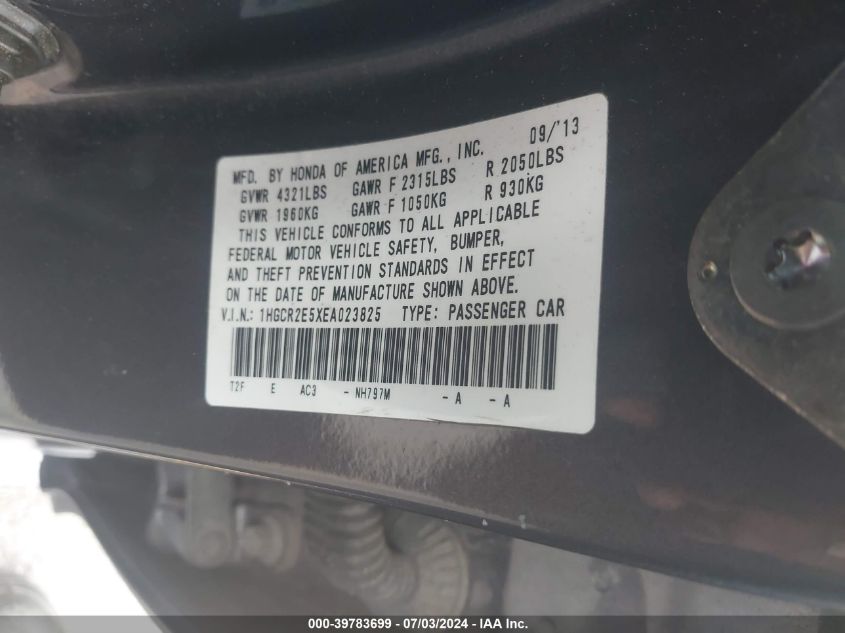 MFD. BY HONDA OF AMERICA MFG., INC. 09/'13
GVWR 4321LBS GAWR F 2315LBS R 2050LBS
GVWR 1960KG GAWR F 1050KG R 930KG
THIS VEHICLE CONFORMS TO ALL APPLICABLE
FEDERAL MOTOR VEHICLE SAFETY, BUMPER,
AND THEFT PREVENTION STANDARDS IN EFFECT
ON THE DATE OF MANUFACTURE SHOWN ABOVE.
V.I.N.: 1HGCR2E5XEA023825 TYPE: PASSENGER CAR
T2F E AC3 - NH797M - A - A
000-39783699 / 07/03/2024 - IAAI Inc.